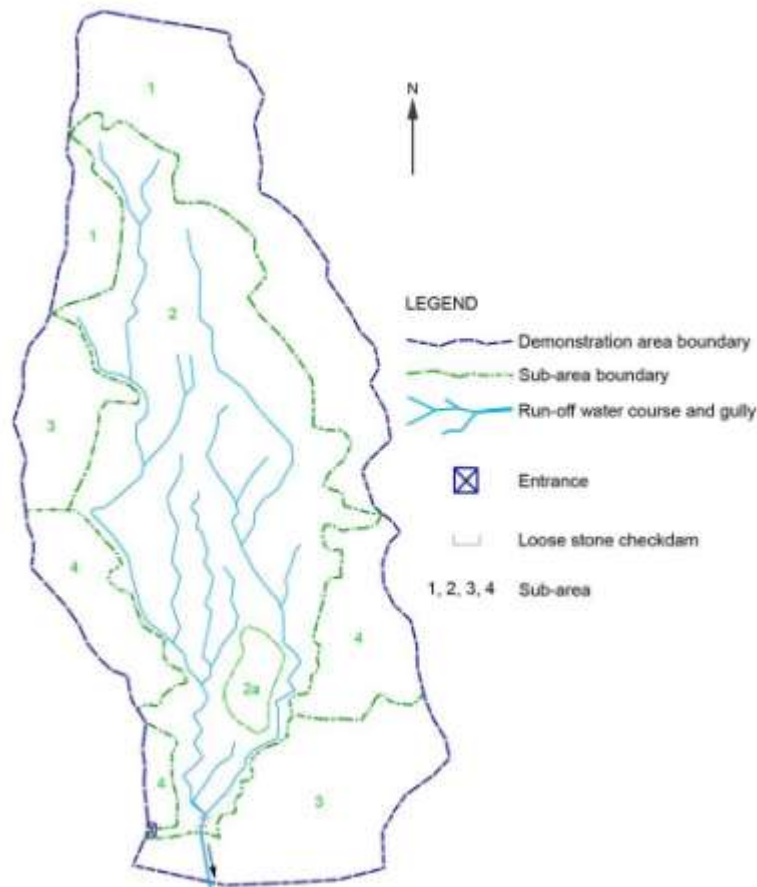 1
N
1
LEGEND
2
Demonstration area boundary
Sub-area boundary
3
Run-off water course and gully
Entrance
Loose stone checkdam
4
1, 2, 3, 4 Sub-area
4
2a
4
3